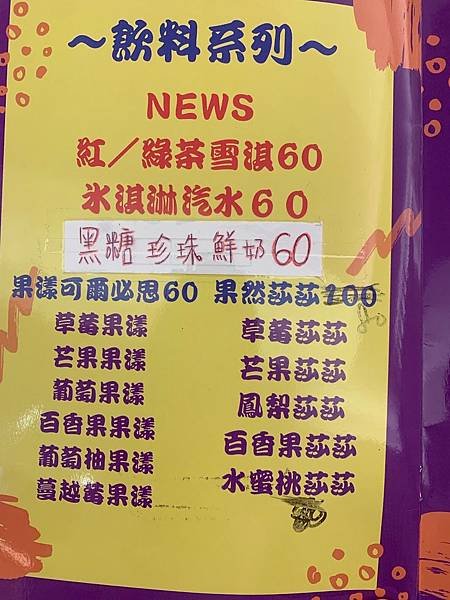 ~飲料系列~
NEWS
紅/綠茶雪淇60
氷淇淋汽水60
黑糖珍珠鮮奶60
果漾可爾必思60 果然莎莎100
草莓果漾 草莓莎莎
芒果果漾 芒果莎莎
葡萄果漾 鳳梨莎莎
百香果果漾 百香果莎莎
葡萄柚果漾 水蜜桃莎莎
蔓越莓果漾